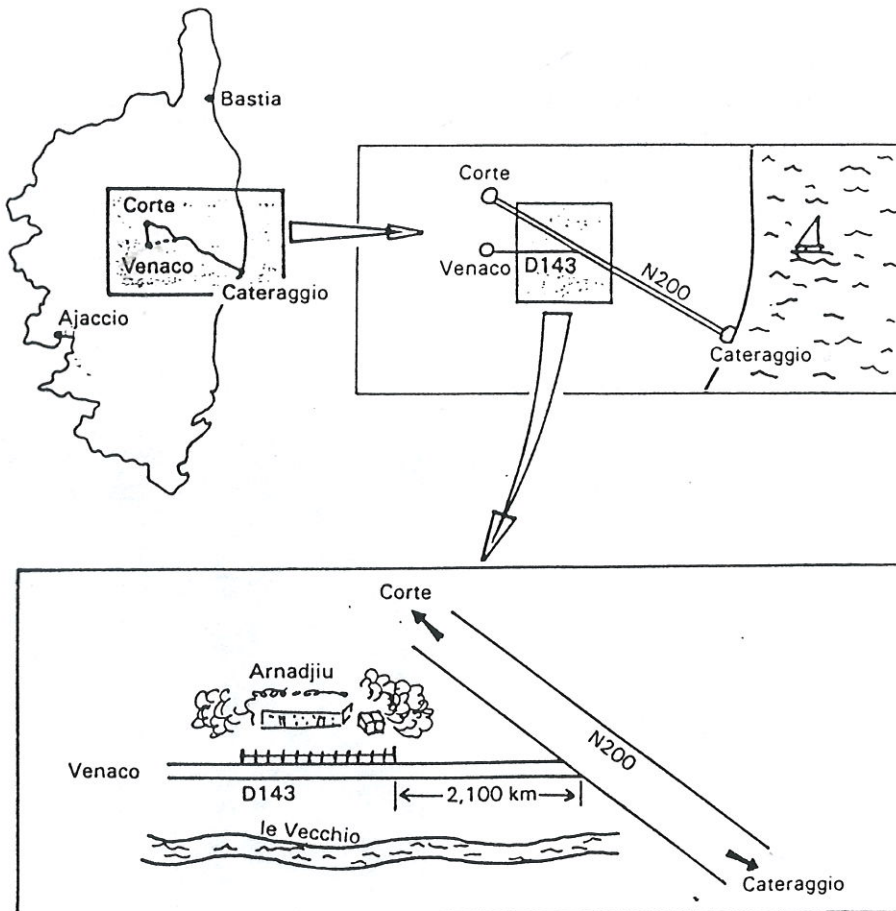 Bastia
Corte
Venaco
Cateraggio
Ajaccio
Corte
Venaco
D143
N200
Cateraggio
Corte
Arnadjiu
N200
Venaco
D143
2,100 km
le Vecchio
Cateraggio